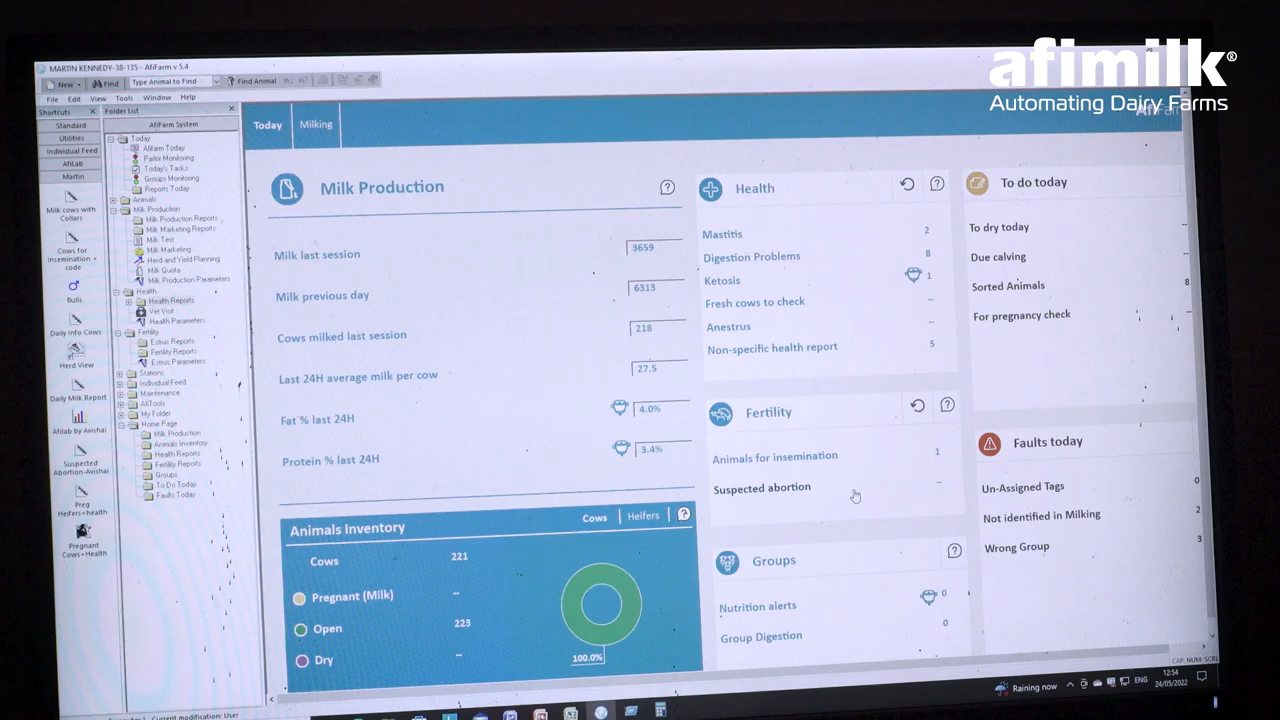 afimilk®
Automating Dairy Farms
MARTIN KENNEDY-38-135 - AfiFarm v 5.4
New
Find
Type Animal to Find
Find Animal
File Edit View Tools Window Help
Shortcuts
Standard
Utilities
Individual Feed
AfiLab
Martin
Milk cows with Collars
Cows for Insemination + code
Bulls
Daily Info Cows
Herd View
Daily Milk Report
Afilab by Avishai
Suspected Abortion-Avishai
Preg Heifers+health
Pregnant Cows+Health
Folder List
AfiFarm System
Today
Afifarm Today
Parlor Monitoring
Today's Tasks
Groups Monitoring
Reports Today
Animals
Milk Production
Milk Production Reports
Milk Marketing Reports
Milk Test
Milk Marketing
Herd and Yield Planning
Milk Quota
Milk Production Parameters
Health
Health Reports
Vet Visit
Health Parameters
Fertility
Estrus Reports
Fertility Reports
Estrus Parameters
Stations
Individual Feed
Maintenance
AfiTools
My Folder
Home Page
Milk Production
Animals Inventory
Health Reports
Fertility Reports
Groups
To Do Today
Faults Today
Today
Milking
Milk Production
Milk last session 3659
Milk previous day 6313
Cows milked last session 218
Last 24H average milk per cow 27.5
Fat % last 24H 4.0%
Protein % last 24H 3.4%
Animals Inventory
Cows | Heifers
Cows 221
Pregnant (Milk) --
Open 223
Dry --
100.0%
Health
Mastitis 2
Digestion Problems 8
Ketosis 1
Fresh cows to check --
Anestrus --
Non-specific health report 5
Fertility
Animals for insemination 1
Suspected abortion --
Groups
Nutrition alerts 0
Group Digestion 0
To do today
To dry today --
Due calving --
Sorted Animals 8
For pregnancy check --
Faults today
Un-Assigned Tags 0
Not identified in Milking 2
Wrong Group 3
CAP NUM SCRL
Current modification: User
Raining now
ENG
12:54
24/05/2022